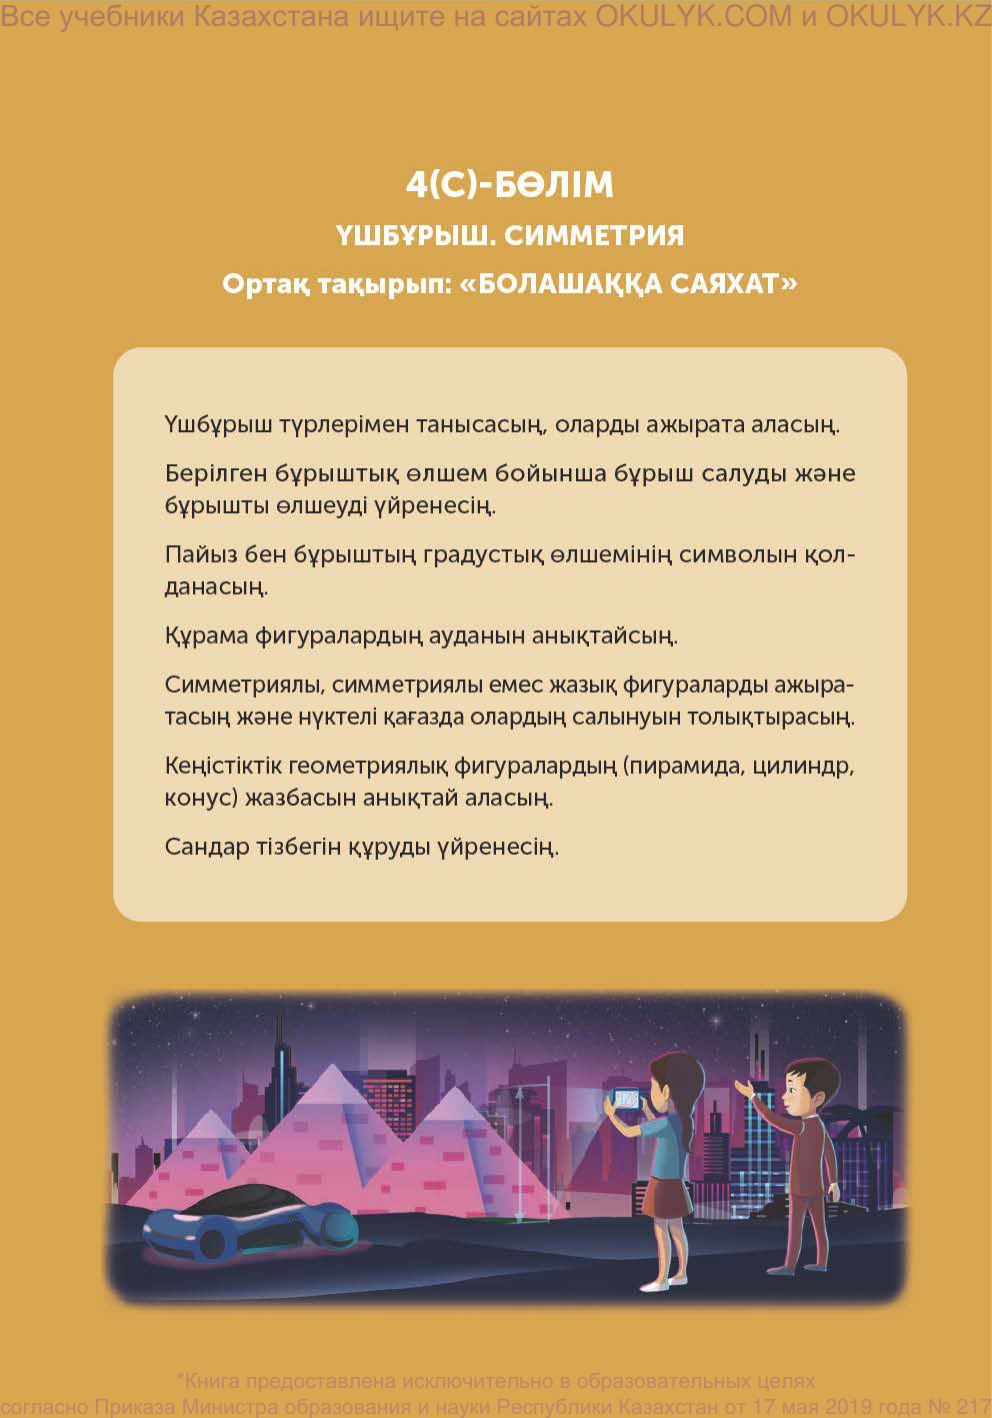 Все учебники Казахстана ищите на сайтах OKULYK.COM и OKULYK.KZ
4(С)-БӨЛІМ
ҮШБҰРЫШ. СИММЕТРИЯ
Ортақ тақырып: «БОЛАШАҚҚА САЯХАТ»
Үшбұрыш түрлерімен танысасың, оларды ажырата аласың.
Берілген бұрыштық өлшем бойынша бұрыш салуды және
бұрышты өлшеуді үйренесің.
Пайыз бен бұрыштың градустық өлшемінің символын қол-
данасың.
Құрама фигуралардың ауданын анықтайсың.
Симметриялы, симметриялы емес жазық фигураларды ажыра-
тасың және нүктелі қағазда олардың салынуын толықтырасың.
Кеңістіктік геометриялық фигуралардың (пирамида, цилиндр,
конус) жазбасын анықтай аласың.
Сандар тізбегін құруды үйренесің.
*Книга предоставлена исключительно в образовательных целях
согласно Приказа Министра образования и науки Республики Казахстан от 17 мая 2019 года № 217